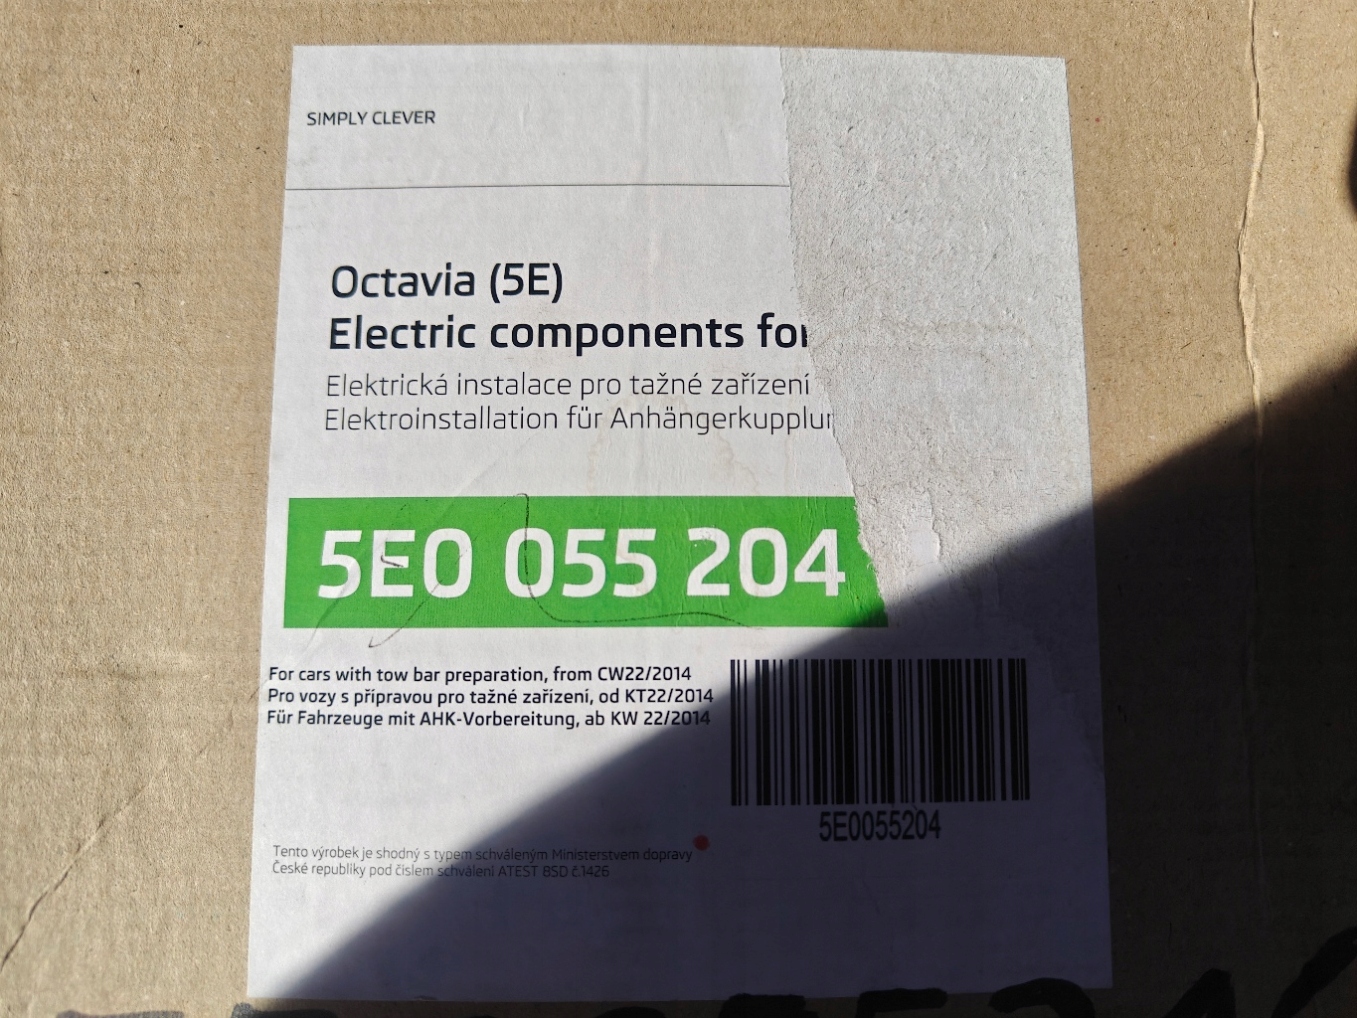 SIMPLY CLEVER
Octavia (5E)
Electric components for
Elektrická instalace pro tažné zařízení
Elektroinstallation für Anhängerkupplun
5E0 055 204
For cars with tow bar preparation, from CW22/2014
Pro vozy s přípravou pro tažné zařízení, od KT22/2014
Für Fahrzeuge mit AHK-Vorbereitung, ab KW 22/2014
5E0055204
Tento výrobek je shodný s typem schváleným Ministerstvem dopravy
České republiky pod číslem schválení ATEST 8SD č.1426